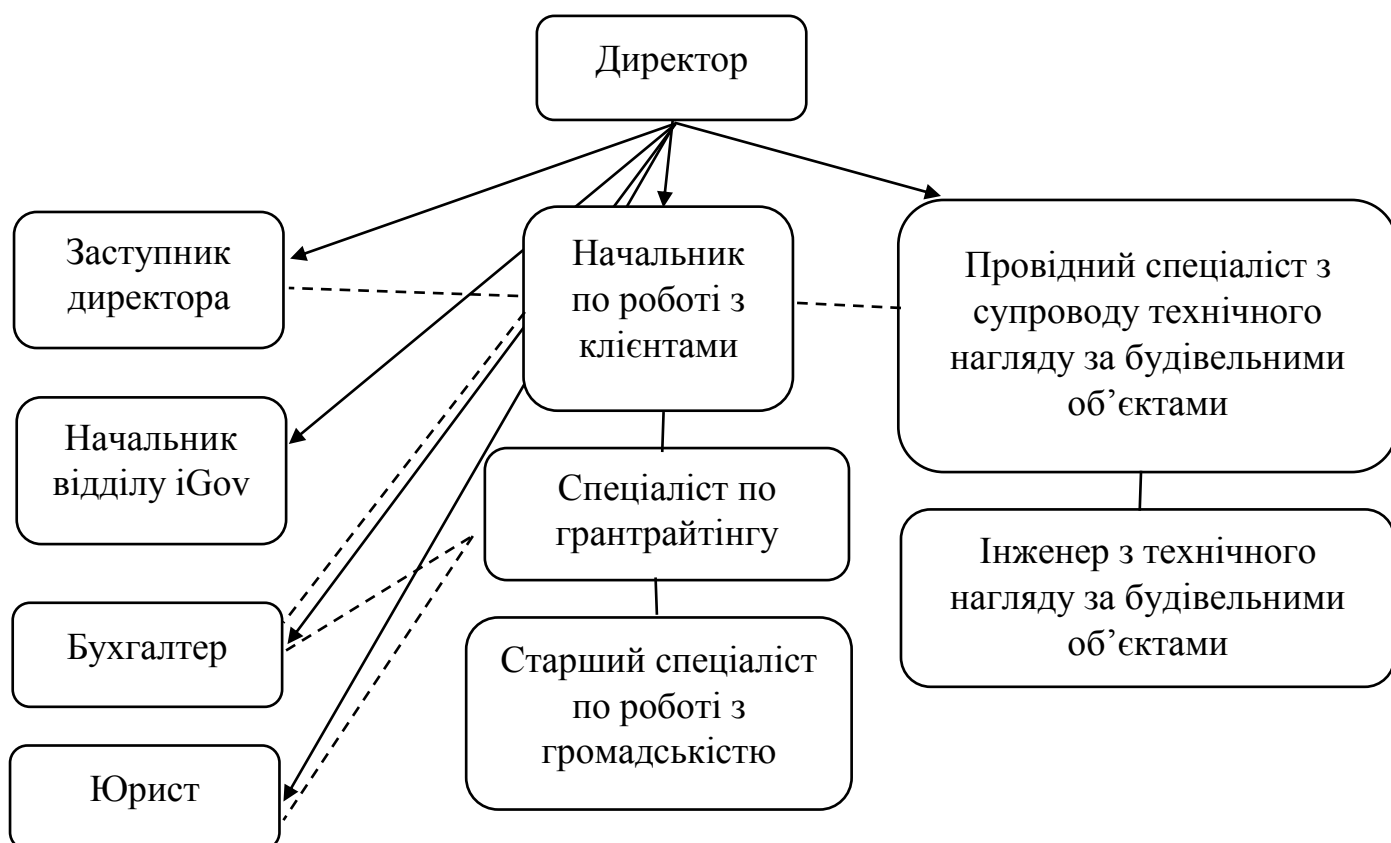 Директор
Заступник
директора
Начальник
по роботі з
клієнтами
Провідний спеціаліст з
супроводу технічного
нагляду за будівельними
об’єктами
Начальник
відділу iGov
Спеціаліст по
грантрайтінгу
Інженер з технічного
нагляду за будівельними
об’єктами
Бухгалтер
Старший спеціаліст
по роботі з
громадськістю
Юрист